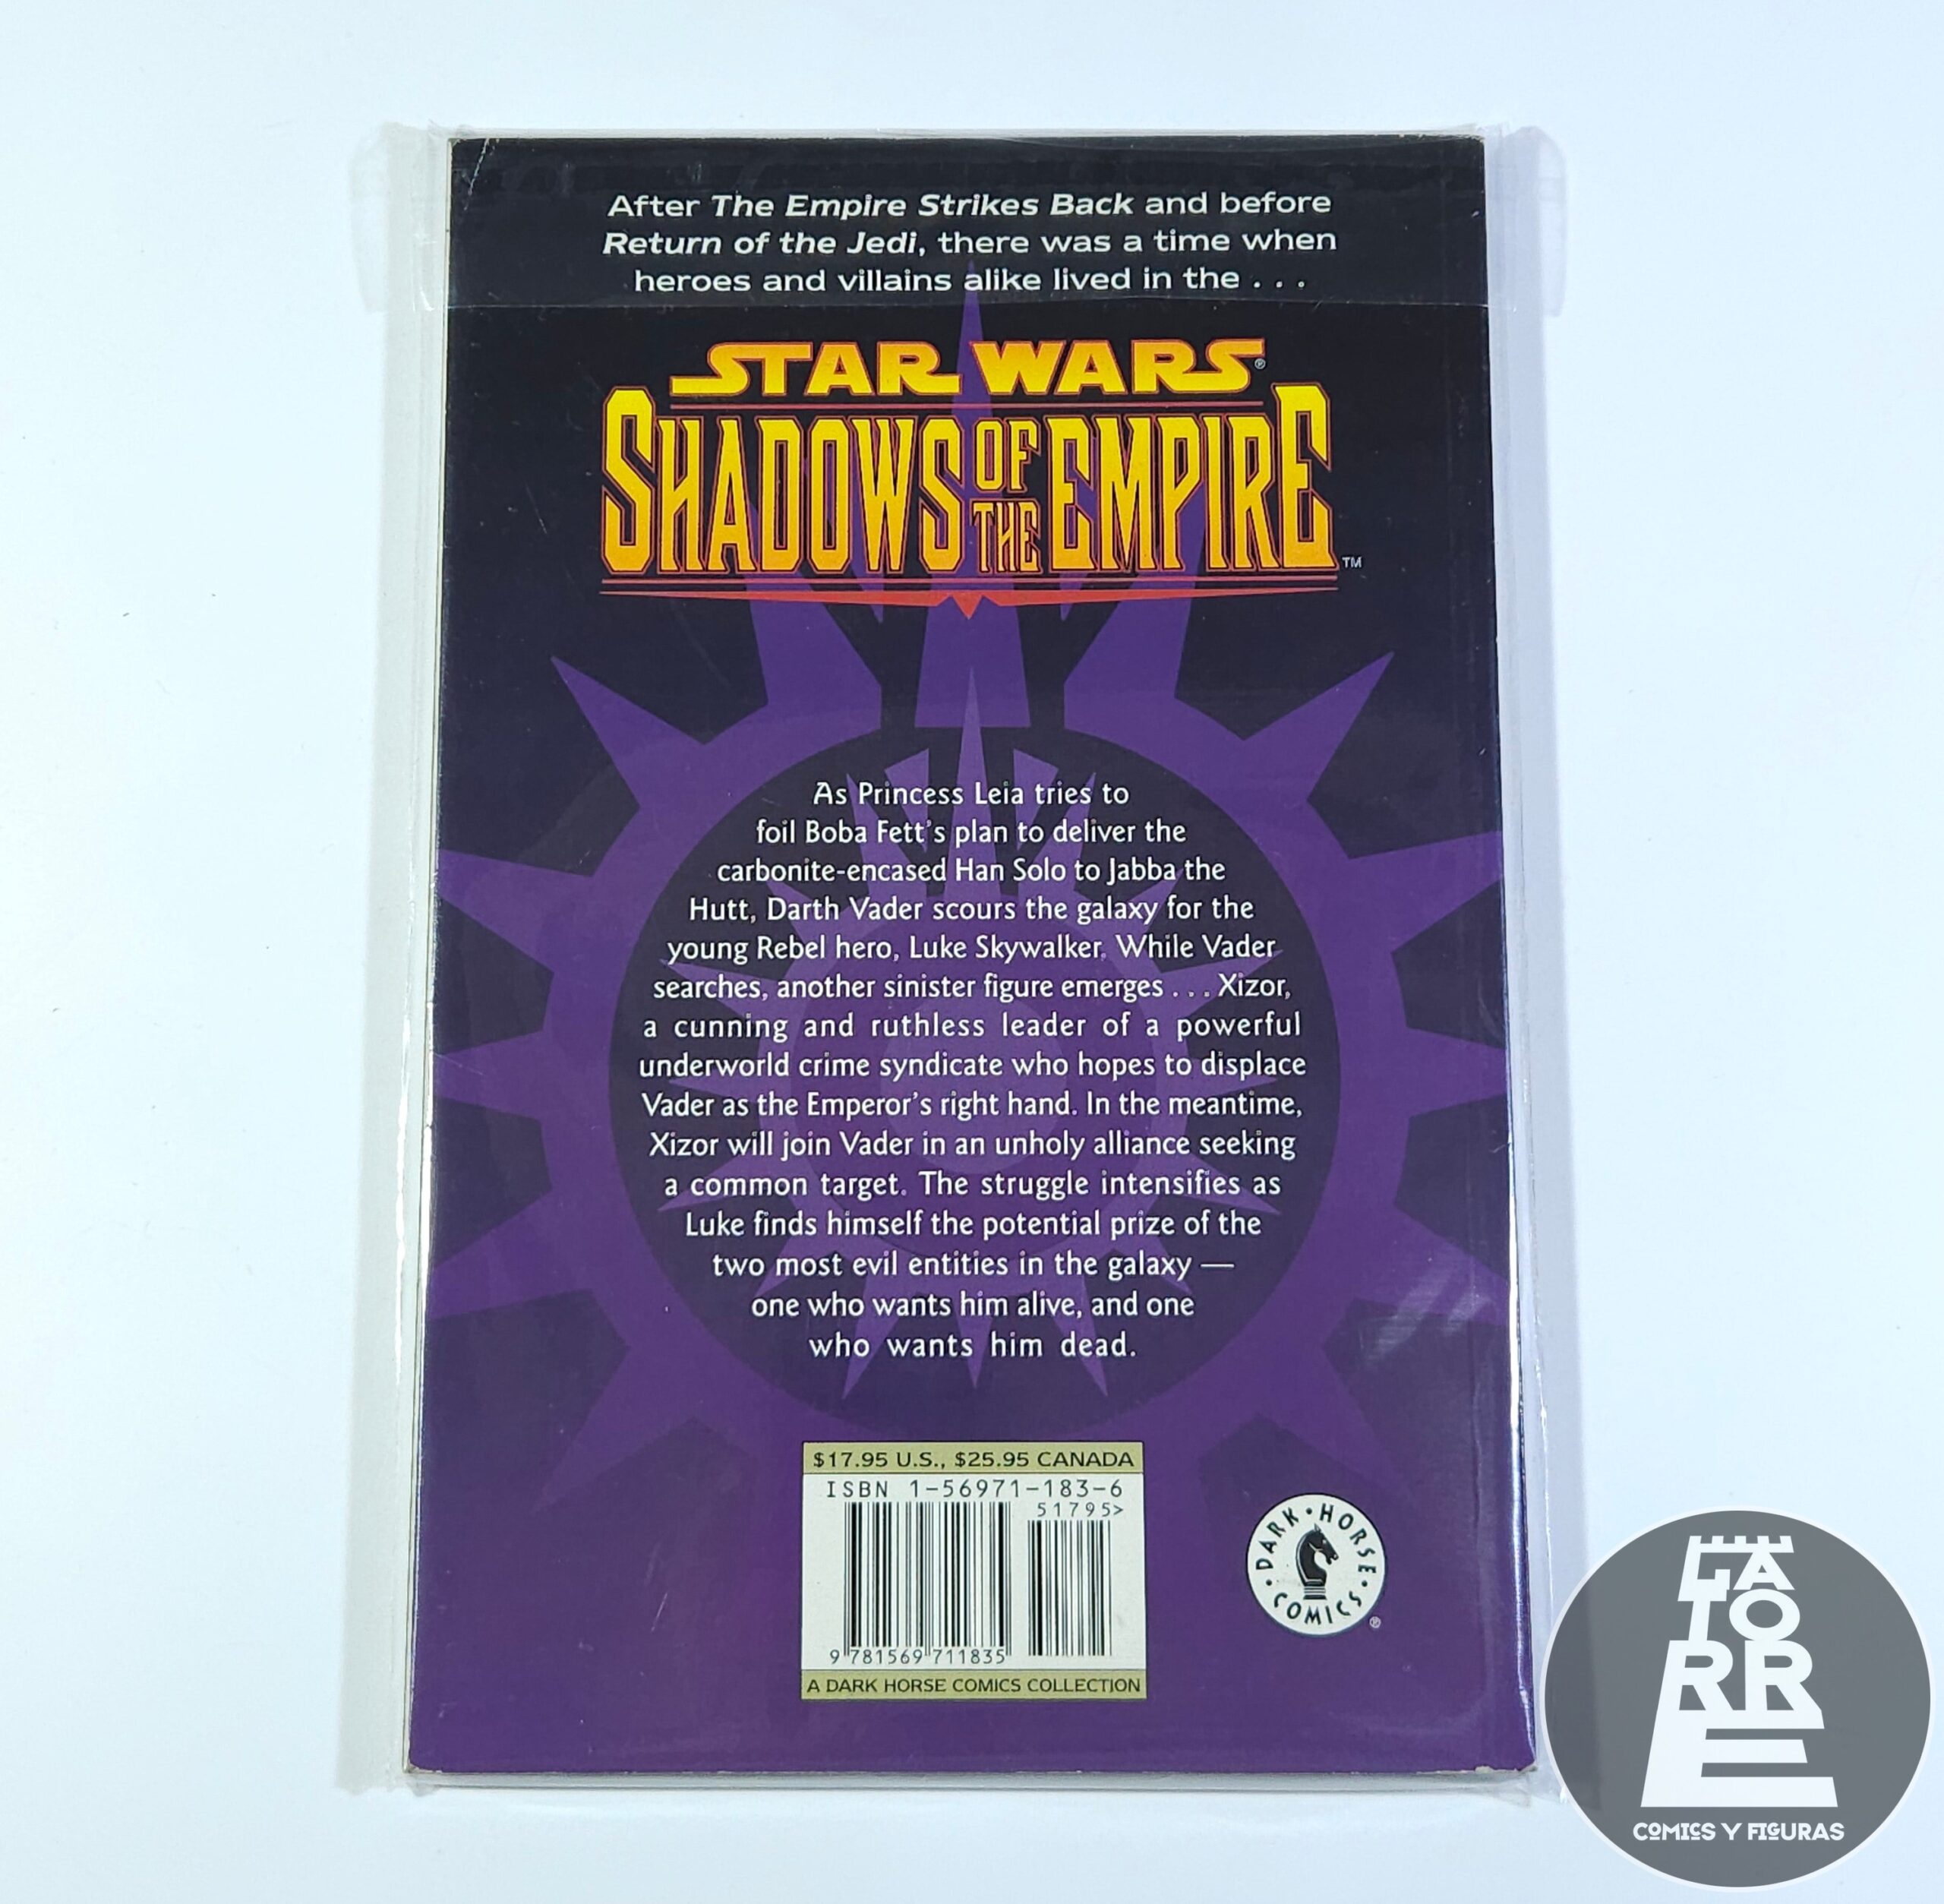 After The Empire Strikes Back and before
Return of the Jedi, there was a time when
heroes and villains alike lived in the . . .
STAR WARS®
SHADOWS OF THE EMPIRE™
As Princess Leia tries to
foil Boba Fett's plan to deliver the
carbonite-encased Han Solo to Jabba the
Hutt, Darth Vader scours the galaxy for the
young Rebel hero, Luke Skywalker. While Vader
searches, another sinister figure emerges . . . Xizor,
a cunning and ruthless leader of a powerful
underworld crime syndicate who hopes to displace
Vader as the Emperor's right hand. In the meantime,
Xizor will join Vader in an unholy alliance seeking
a common target. The struggle intensifies as
Luke finds himself the potential prize of the
two most evil entities in the galaxy —
one who wants him alive, and one
who wants him dead.
$17.95 U.S., $25.95 CANADA
ISBN 1-56971-183-6
51795>
9 781569 711835
A DARK HORSE COMICS COLLECTION
DARK • HORSE • COMICS •®
LA
TO
RR
E
COMICS Y FIGURAS